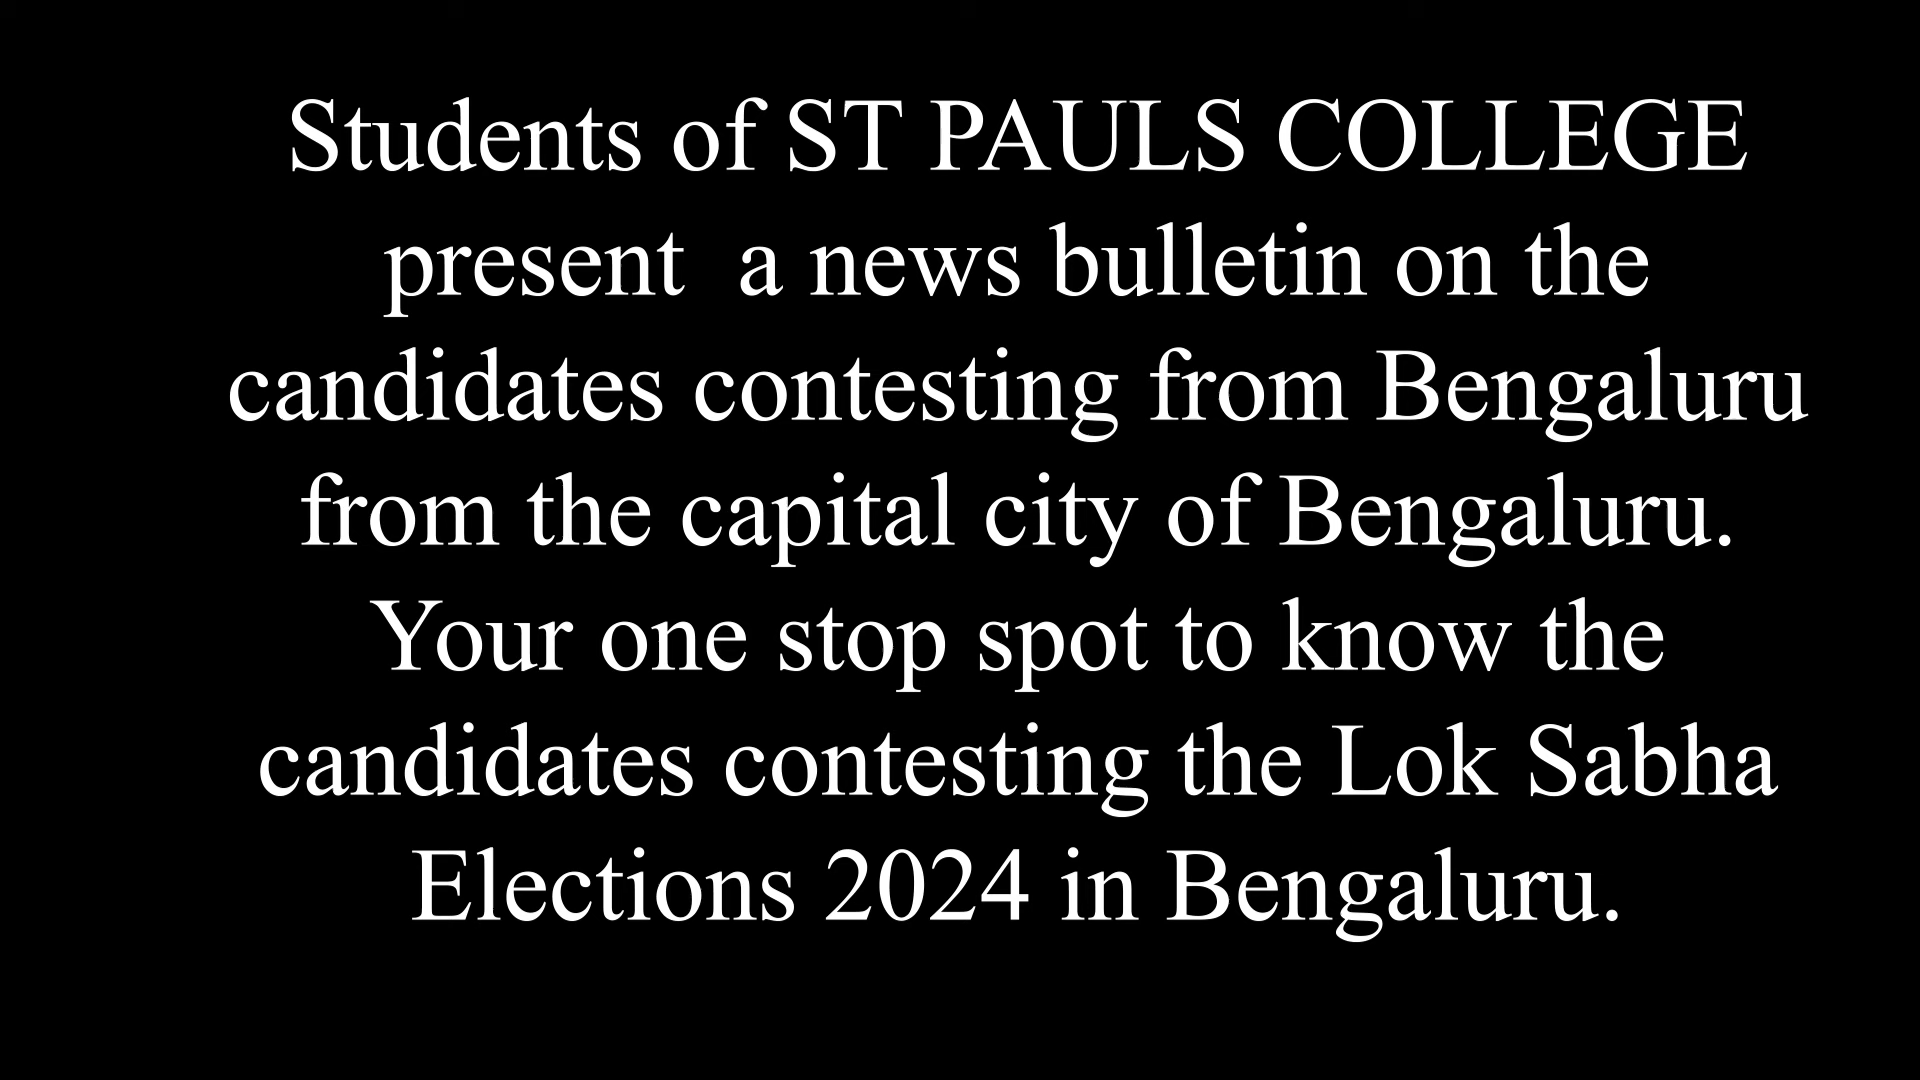 Students of ST PAULS COLLEGE
present  a news bulletin on the
candidates contesting from Bengaluru
from the capital city of Bengaluru.
Your one stop spot to know the
candidates contesting the Lok Sabha
Elections 2024 in Bengaluru.